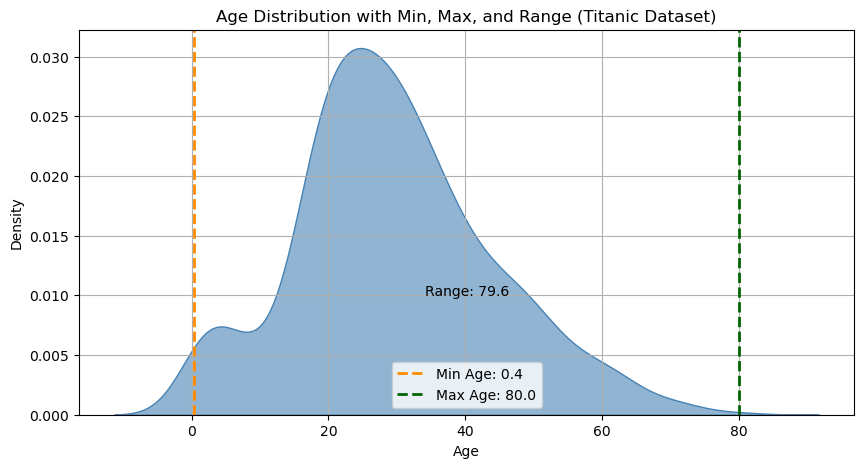 Age Distribution with Min, Max, and Range (Titanic Dataset)
Density
0.030
0.025
0.020
0.015
0.010
0.005
0.000
Range: 79.6
Min Age: 0.4
Max Age: 80.0
0 20 40 60 80
Age